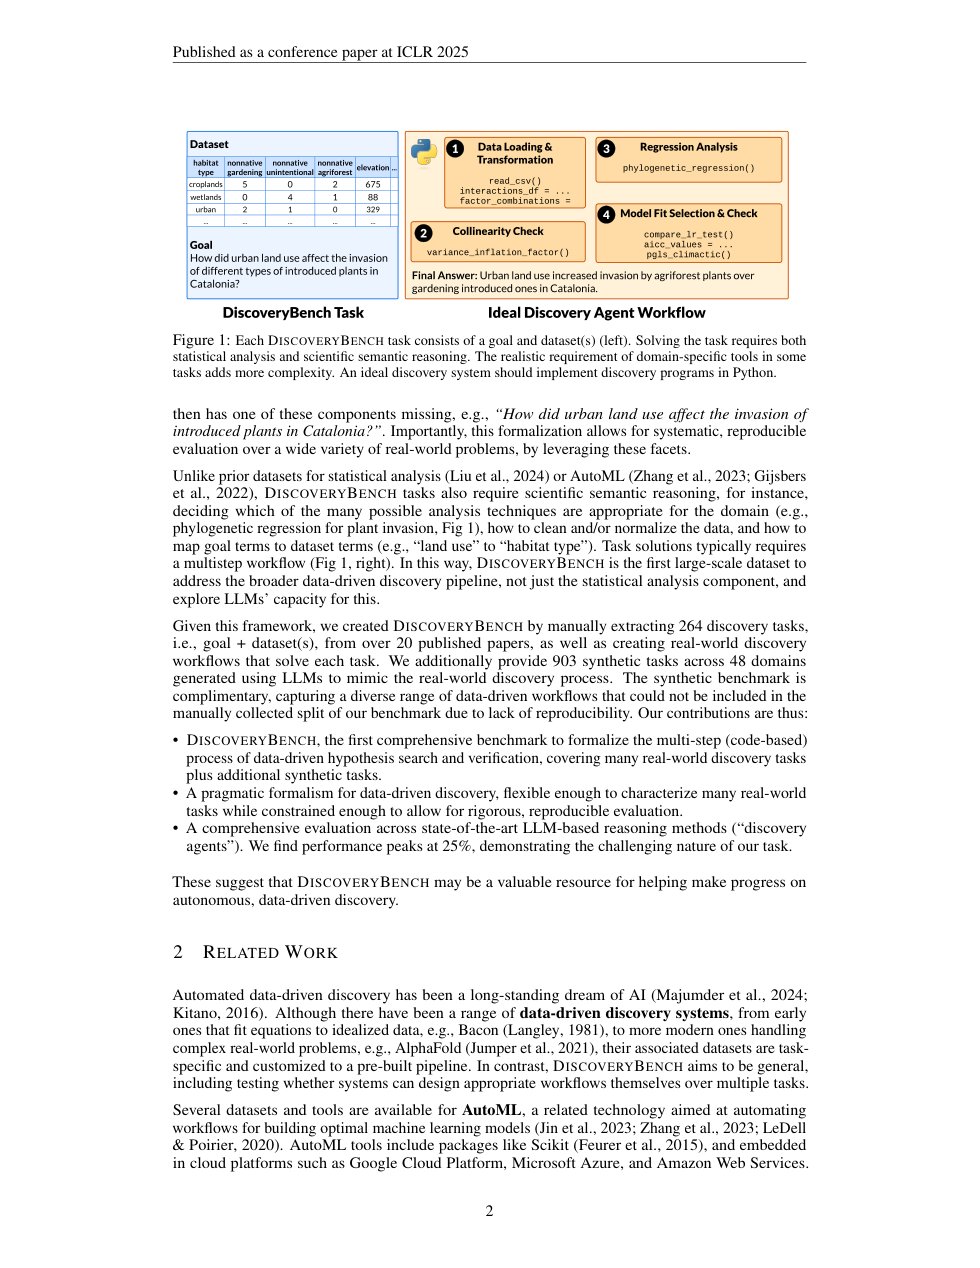 Published as a conference paper at ICLR 2025
Dataset
habitat type nonnative gardening nonnative unintentional nonnative agriforest elevation ...
croplands 5 0 2 675
wetlands 0 4 1 88
urban 2 1 0 329
... ... ... ... ...
Goal
How did urban land use affect the invasion
of different types of introduced plants in
Catalonia?
DiscoveryBench Task
1 Data Loading &
Transformation
read_csv()
interactions_df = ...
factor_combinations =
2 Collinearity Check
variance_inflation_factor()
3 Regression Analysis
phylogenetic_regression()
4 Model Fit Selection & Check
compare_lr_test()
aicc_values = ...
pgls_climactic()
Final Answer: Urban land use increased invasion by agriforest plants over
gardening introduced ones in Catalonia.
Ideal Discovery Agent Workflow
Figure 1: Each DISCOVERYBENCH task consists of a goal and dataset(s) (left). Solving the task requires both
statistical analysis and scientific semantic reasoning. The realistic requirement of domain-specific tools in some
tasks adds more complexity. An ideal discovery system should implement discovery programs in Python.
then has one of these components missing, e.g., “How did urban land use affect the invasion of
introduced plants in Catalonia?”. Importantly, this formalization allows for systematic, reproducible
evaluation over a wide variety of real-world problems, by leveraging these facets.
Unlike prior datasets for statistical analysis (Liu et al., 2024) or AutoML (Zhang et al., 2023; Gijsbers
et al., 2022), DISCOVERYBENCH tasks also require scientific semantic reasoning, for instance,
deciding which of the many possible analysis techniques are appropriate for the domain (e.g.,
phylogenetic regression for plant invasion, Fig 1), how to clean and/or normalize the data, and how to
map goal terms to dataset terms (e.g., “land use” to “habitat type”). Task solutions typically requires
a multistep workflow (Fig 1, right). In this way, DISCOVERYBENCH is the first large-scale dataset to
address the broader data-driven discovery pipeline, not just the statistical analysis component, and
explore LLMs’ capacity for this.
Given this framework, we created DISCOVERYBENCH by manually extracting 264 discovery tasks,
i.e., goal + dataset(s), from over 20 published papers, as well as creating real-world discovery
workflows that solve each task. We additionally provide 903 synthetic tasks across 48 domains
generated using LLMs to mimic the real-world discovery process. The synthetic benchmark is
complimentary, capturing a diverse range of data-driven workflows that could not be included in the
manually collected split of our benchmark due to lack of reproducibility. Our contributions are thus:
• DISCOVERYBENCH, the first comprehensive benchmark to formalize the multi-step (code-based)
process of data-driven hypothesis search and verification, covering many real-world discovery tasks
plus additional synthetic tasks.
• A pragmatic formalism for data-driven discovery, flexible enough to characterize many real-world
tasks while constrained enough to allow for rigorous, reproducible evaluation.
• A comprehensive evaluation across state-of-the-art LLM-based reasoning methods (“discovery
agents”). We find performance peaks at 25%, demonstrating the challenging nature of our task.
These suggest that DISCOVERYBENCH may be a valuable resource for helping make progress on
autonomous, data-driven discovery.
2 RELATED WORK
Automated data-driven discovery has been a long-standing dream of AI (Majumder et al., 2024;
Kitano, 2016). Although there have been a range of data-driven discovery systems, from early
ones that fit equations to idealized data, e.g., Bacon (Langley, 1981), to more modern ones handling
complex real-world problems, e.g., AlphaFold (Jumper et al., 2021), their associated datasets are task-
specific and customized to a pre-built pipeline. In contrast, DISCOVERYBENCH aims to be general,
including testing whether systems can design appropriate workflows themselves over multiple tasks.
Several datasets and tools are available for AutoML, a related technology aimed at automating
workflows for building optimal machine learning models (Jin et al., 2023; Zhang et al., 2023; LeDell
& Poirier, 2020). AutoML tools include packages like Scikit (Feurer et al., 2015), and embedded
in cloud platforms such as Google Cloud Platform, Microsoft Azure, and Amazon Web Services.
2